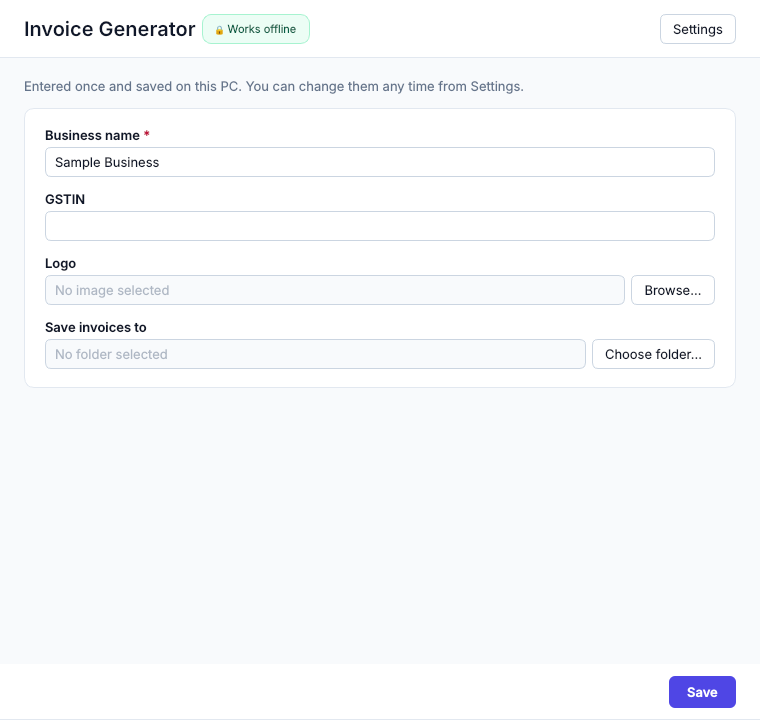 Invoice Generator
🔒 Works offline
Settings
Entered once and saved on this PC. You can change them any time from Settings.
Business name *
Sample Business
GSTIN
Logo
No image selected
Browse...
Save invoices to
No folder selected
Choose folder...
Save